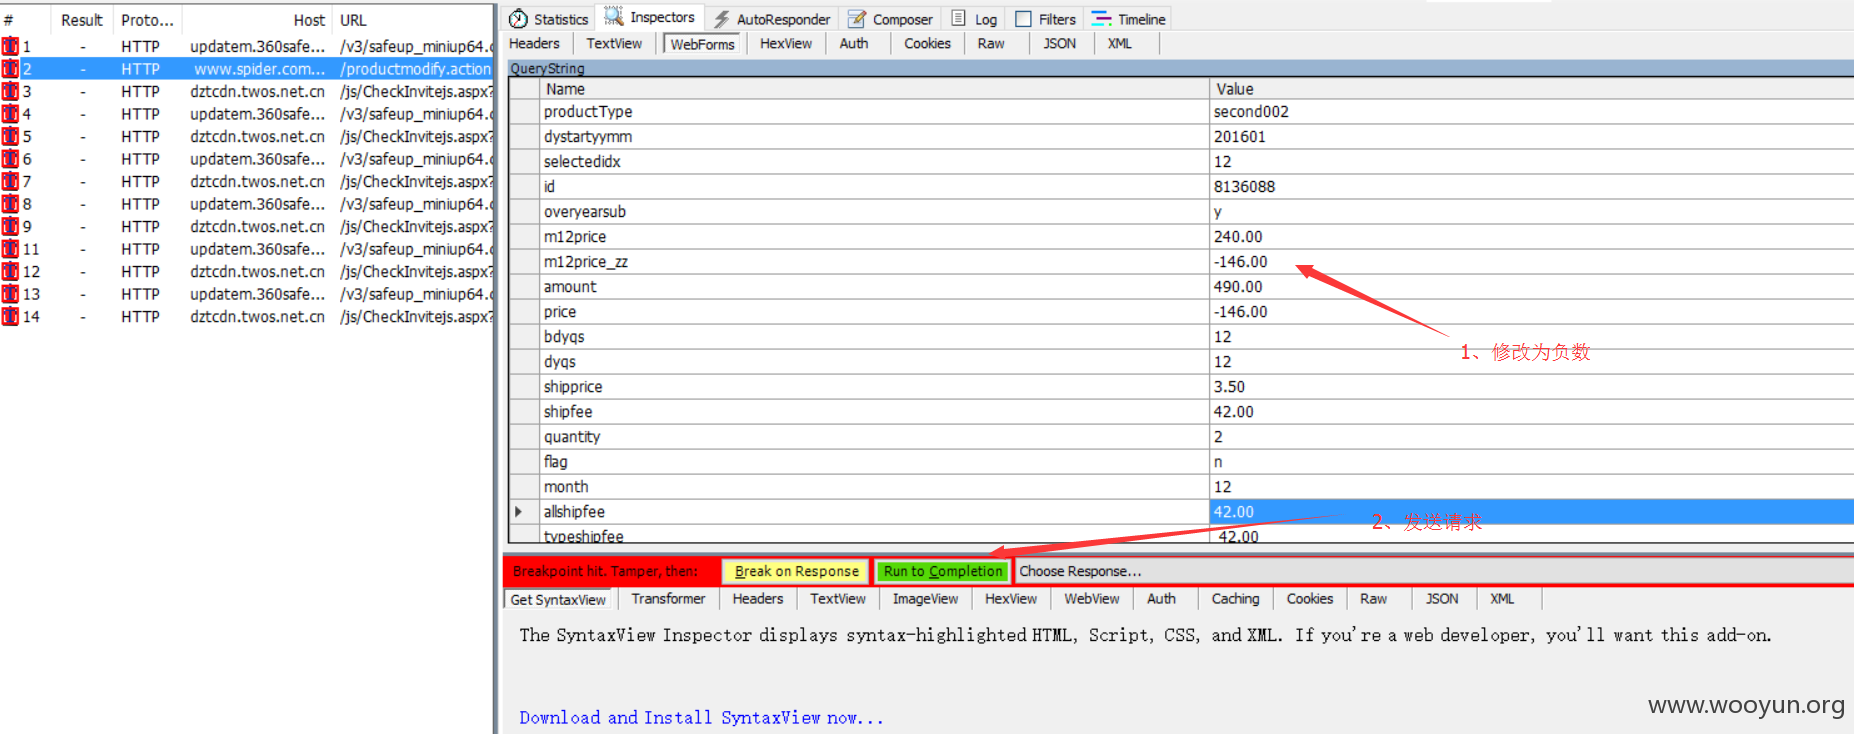 # Result Proto... Host URL
1 - HTTP updatem.360safe... /v3/safeup_miniup64.c
2 - HTTP www.spider.com... /productmodify.action
3 - HTTP dztcdn.twos.net.cn /js/CheckInvitejs.aspx?
4 - HTTP updatem.360safe... /v3/safeup_miniup64.c
5 - HTTP dztcdn.twos.net.cn /js/CheckInvitejs.aspx?
6 - HTTP updatem.360safe... /v3/safeup_miniup64.c
7 - HTTP dztcdn.twos.net.cn /js/CheckInvitejs.aspx?
8 - HTTP updatem.360safe... /v3/safeup_miniup64.c
9 - HTTP dztcdn.twos.net.cn /js/CheckInvitejs.aspx?
11 - HTTP updatem.360safe... /v3/safeup_miniup64.c
12 - HTTP dztcdn.twos.net.cn /js/CheckInvitejs.aspx?
13 - HTTP updatem.360safe... /v3/safeup_miniup64.c
14 - HTTP dztcdn.twos.net.cn /js/CheckInvitejs.aspx?
Statistics Inspectors AutoResponder Composer Log Filters Timeline
Headers TextView WebForms HexView Auth Cookies Raw JSON XML
QueryString
Name Value
productType second002
dystartyymm 201601
selectedidx 12
id 8136088
overyearsub y
m12price 240.00
m12price_zz -146.00
amount 490.00
price -146.00
bdyqs 12
1、修改为负数
dyqs 12
shipprice 3.50
shipfee 42.00
quantity 2
flag n
month 12
allshipfee 42.00
2、发送请求
typeshipfee 42.00
Breakpoint hit. Tamper, then: Break on Response Run to Completion Choose Response...
Get SyntaxView Transformer Headers TextView ImageView HexView WebView Auth Caching Cookies Raw JSON XML
The SyntaxView Inspector displays syntax-highlighted HTML, Script, CSS, and XML. If you're a web developer, you'll want this add-on.
Download and Install SyntaxView now...
www.wooyun.org